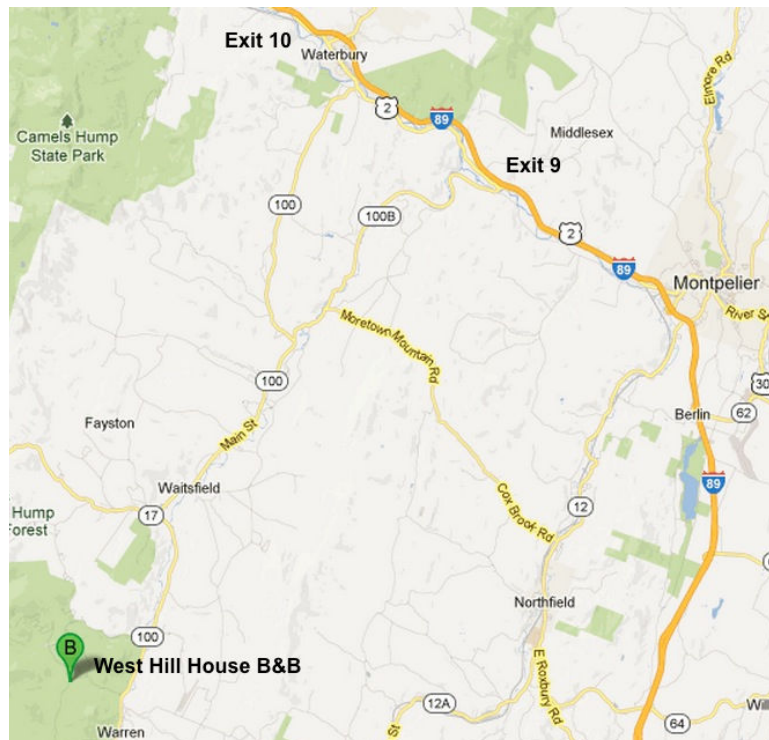 Exit 10
Waterbury
Elmore Rd
2
89
Middlesex
Camels Hump
State Park
Exit 9
100
100B
2
89
Montpelier
River St
Moretown Mountain Rd
100
30
Fayston
Main St
Berlin
62
Waitsfield
89
Hump
Forest
17
Cox Brook Rd
12
Northfield
100
B
West Hill House B&B
E Roxbury Rd
12A
St
Warren
64
Wil